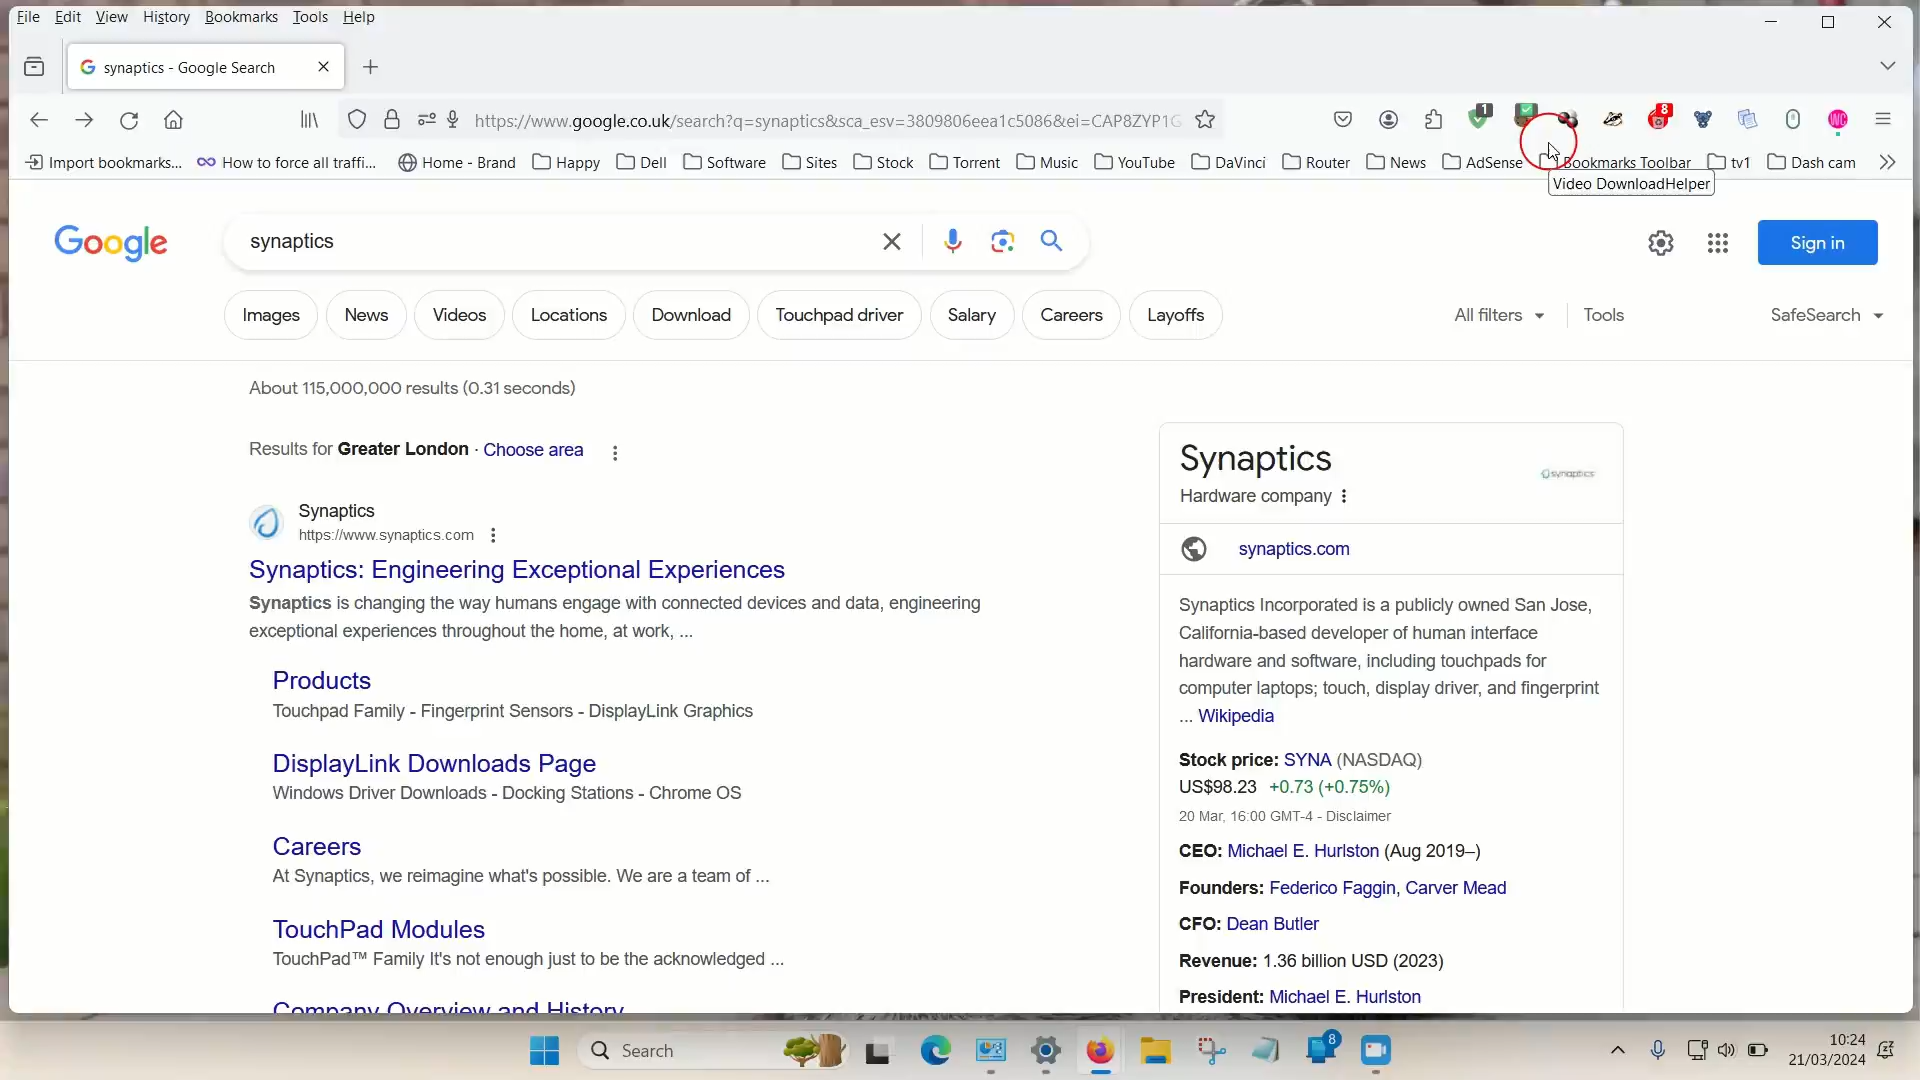 File Edit View History Bookmarks Tools Help
synaptics - Google Search
https://www.google.co.uk/search?q=synaptics&sca_esv=3809806eea1c5086&ei=CAP8ZYP1G
1
8
WC
Import bookmarks... How to force all traffi... Home - Brand Happy Dell Software Sites Stock Torrent Music YouTube DaVinci Router News AdSense Bookmarks Toolbar tv1 Dash cam
Video DownloadHelper
Google
synaptics
Sign in
Images News Videos Locations Download Touchpad driver Salary Careers Layoffs All filters Tools SafeSearch
About 115,000,000 results (0.31 seconds)
Results for Greater London · Choose area
Synaptics
https://www.synaptics.com
Synaptics: Engineering Exceptional Experiences
Synaptics is changing the way humans engage with connected devices and data, engineering
exceptional experiences throughout the home, at work, ...
Products
Touchpad Family - Fingerprint Sensors - DisplayLink Graphics
DisplayLink Downloads Page
Windows Driver Downloads - Docking Stations - Chrome OS
Careers
At Synaptics, we reimagine what's possible. We are a team of ...
TouchPad Modules
TouchPad™ Family It's not enough just to be the acknowledged ...
Company Overview and History
Synaptics
synaptics
Hardware company
synaptics.com
Synaptics Incorporated is a publicly owned San Jose,
California-based developer of human interface
hardware and software, including touchpads for
computer laptops; touch, display driver, and fingerprint
... Wikipedia
Stock price: SYNA (NASDAQ)
US$98.23 +0.73 (+0.75%)
20 Mar, 16:00 GMT-4 - Disclaimer
CEO: Michael E. Hurlston (Aug 2019–)
Founders: Federico Faggin, Carver Mead
CFO: Dean Butler
Revenue: 1.36 billion USD (2023)
President: Michael E. Hurlston
Search
8
10:24
21/03/2024